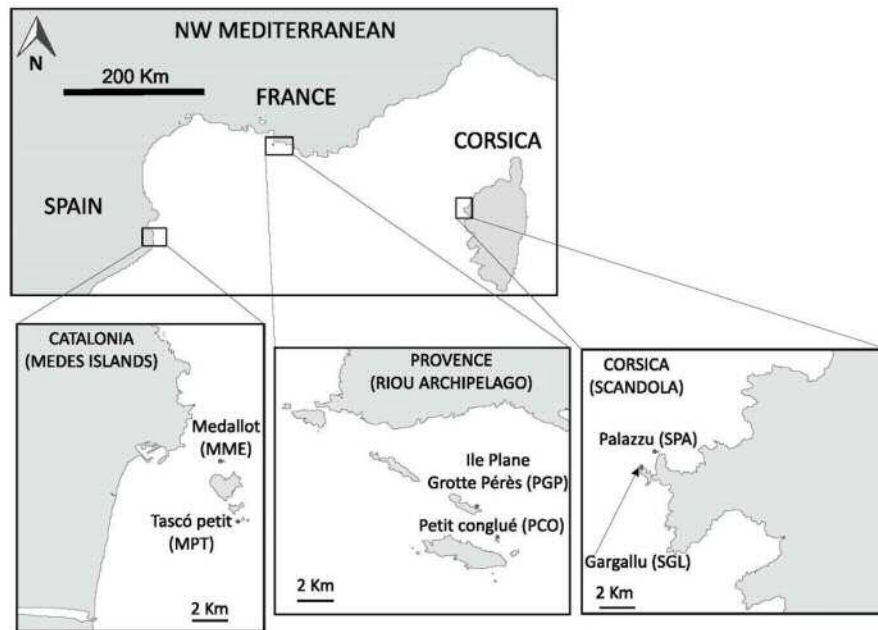 NW MEDITERRANEAN
N
200 Km
FRANCE
CORSICA
SPAIN
CATALONIA
(MEDES ISLANDS)
Medallot
(MME)
Tascó petit
(MPT)
2 Km
PROVENCE
(RIOU ARCHIPELAGO)
Ile Plane
Grotte Pérès (PGP)
Petit conglué (PCO)
2 Km
CORSICA
(SCANDOLA)
Palazzu (SPA)
Gargallu (SGL)
2 Km